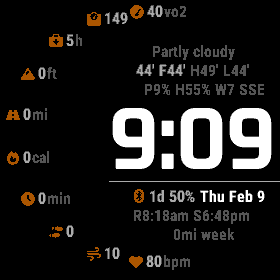 149 40vo2
5h
Partly cloudy
0ft 44' F44' H49' L44'
P9% H55% W7 SSE
0mi
9:09
0cal
1d 50% Thu Feb 9
0min
R8:18am S6:48pm
0 0mi week
10
80bpm